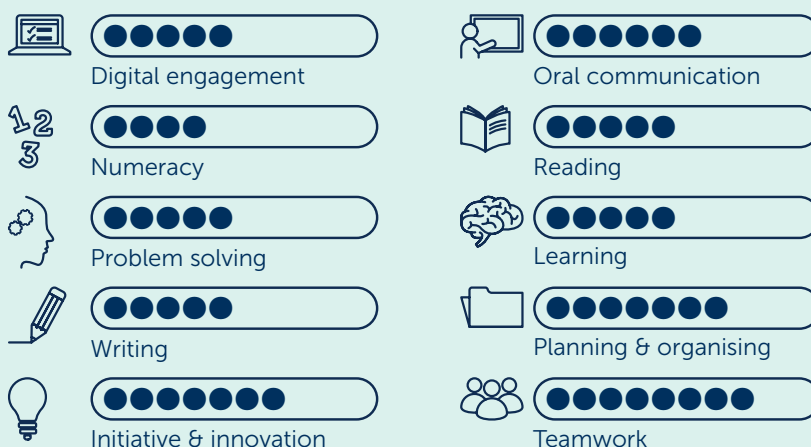 Digital engagement
Oral communication
1 2
3
Numeracy
Reading
Problem solving
Learning
Writing
Planning & organising
Initiative & innovation
Teamwork